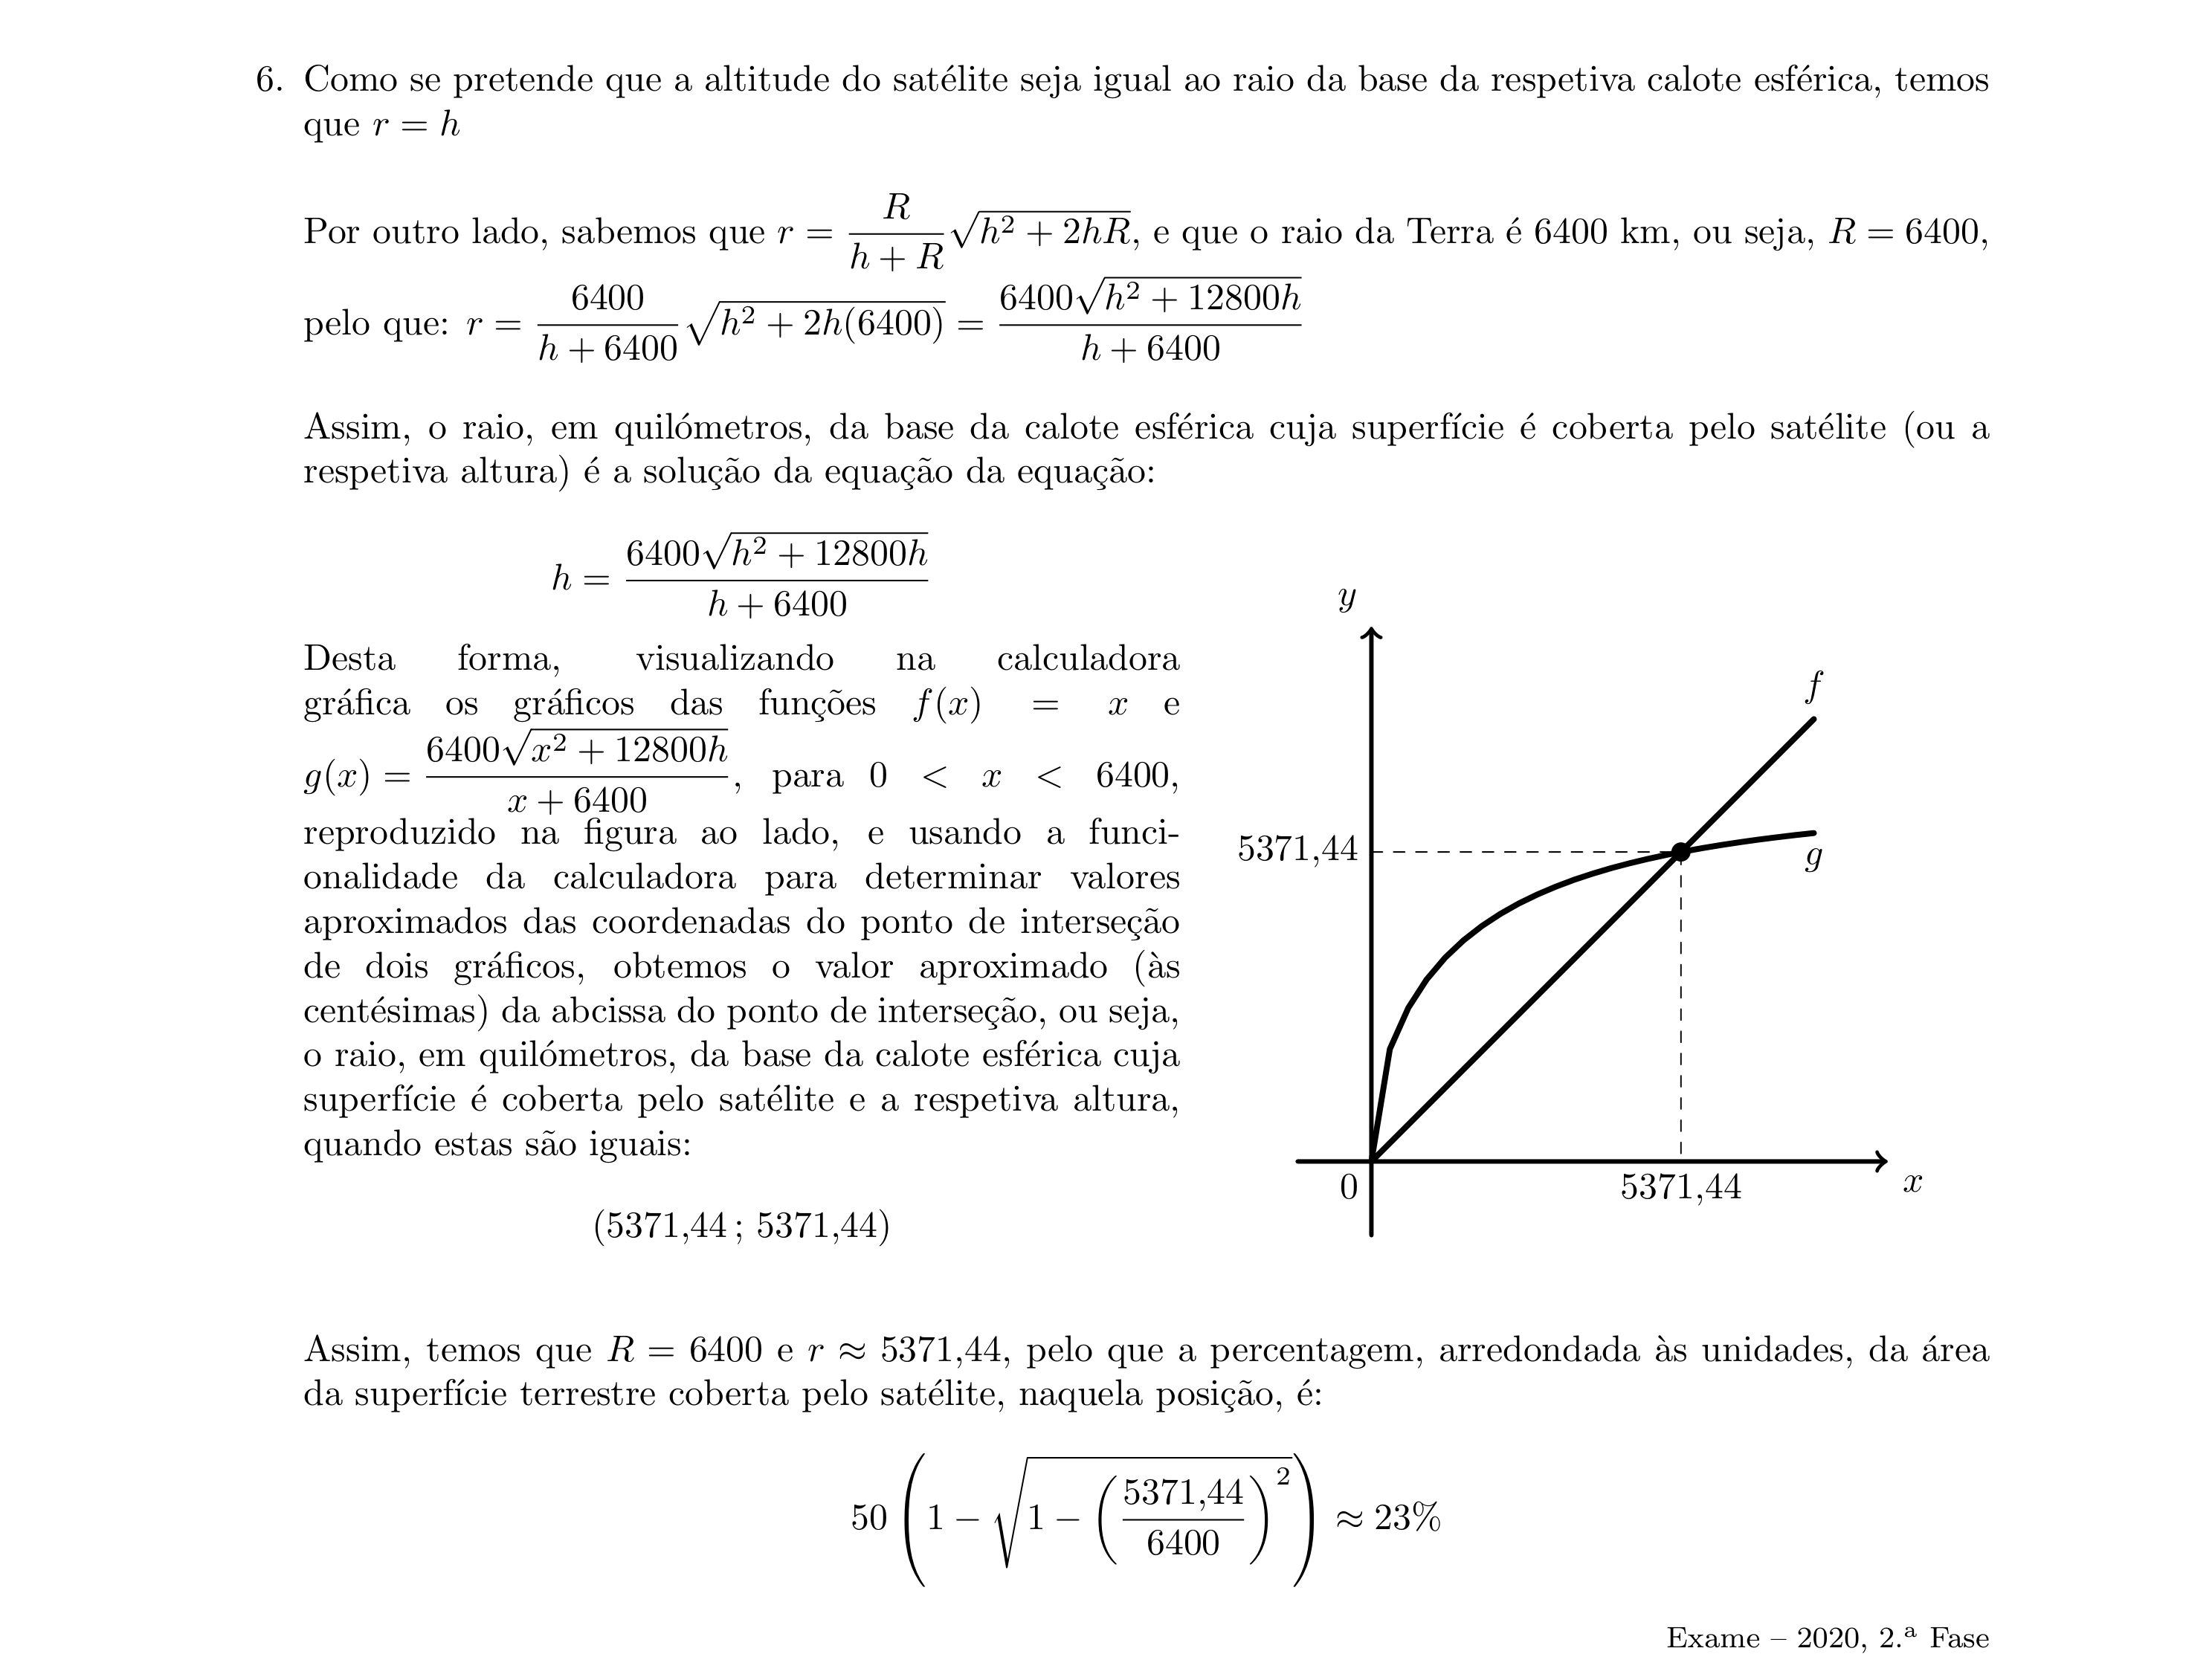 6. Como se pretende que a altitude do satélite seja igual ao raio da base da respetiva calote esférica, temos
que r = h
Por outro lado, sabemos que r = \frac{R}{h + R}\sqrt{h^2 + 2hR}, e que o raio da Terra é 6400 km, ou seja, R = 6400,
pelo que: r = \frac{6400}{h + 6400}\sqrt{h^2 + 2h(6400)} = \frac{6400\sqrt{h^2 + 12800h}}{h + 6400}
Assim, o raio, em quilómetros, da base da calote esférica cuja superfície é coberta pelo satélite (ou a
respetiva altura) é a solução da equação da equação:
h = \frac{6400\sqrt{h^2 + 12800h}}{h + 6400}
Desta forma, visualizando na calculadora
gráfica os gráficos das funções f(x) = x e
g(x) = \frac{6400\sqrt{x^2 + 12800h}}{x + 6400}, para 0 < x < 6400,
reproduzido na figura ao lado, e usando a funci-
onalidade da calculadora para determinar valores
aproximados das coordenadas do ponto de interseção
de dois gráficos, obtemos o valor aproximado (às
centésimas) da abcissa do ponto de interseção, ou seja,
o raio, em quilómetros, da base da calote esférica cuja
superfície é coberta pelo satélite e a respetiva altura,
quando estas são iguais:
(5371,44 ; 5371,44)
y
f
5371,44
g
0
5371,44
x
Assim, temos que R = 6400 e r ≈ 5371,44, pelo que a percentagem, arredondada às unidades, da área
da superfície terrestre coberta pelo satélite, naquela posição, é:
50 \left(1 - \sqrt{1 - \left(\frac{5371,44}{6400}\right)^2}\right) ≈ 23%
Exame – 2020, 2.ª Fase